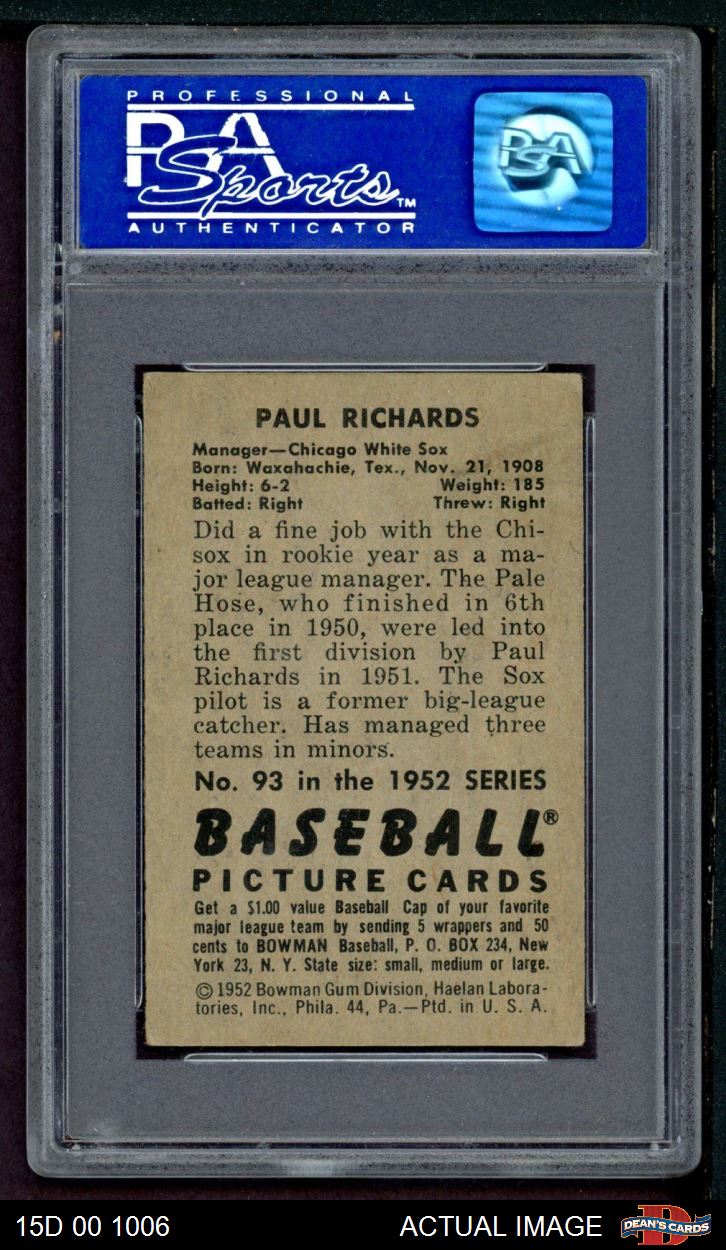 PROFESSIONAL
PSA
Sports™
AUTHENTICATOR
PSA
PAUL RICHARDS
Manager—Chicago White Sox
Born: Waxahachie, Tex., Nov. 21, 1908
Height: 6-2 Weight: 185
Batted: Right Threw: Right
Did a fine job with the Chi-
sox in rookie year as a ma-
jor league manager. The Pale
Hose, who finished in 6th
place in 1950, were led into
the first division by Paul
Richards in 1951. The Sox
pilot is a former big-league
catcher. Has managed three
teams in minors.
No. 93 in the 1952 SERIES
BASEBALL®
PICTURE CARDS
Get a $1.00 value Baseball Cap of your favorite
major league team by sending 5 wrappers and 50
cents to BOWMAN Baseball, P. O. BOX 234, New
York 23, N. Y. State size: small, medium or large.
© 1952 Bowman Gum Division, Haelan Labora-
tories, Inc., Phila. 44, Pa.—Ptd. in U. S. A.
15D 00 1006 ACTUAL IMAGE
DEAN'S CARDS